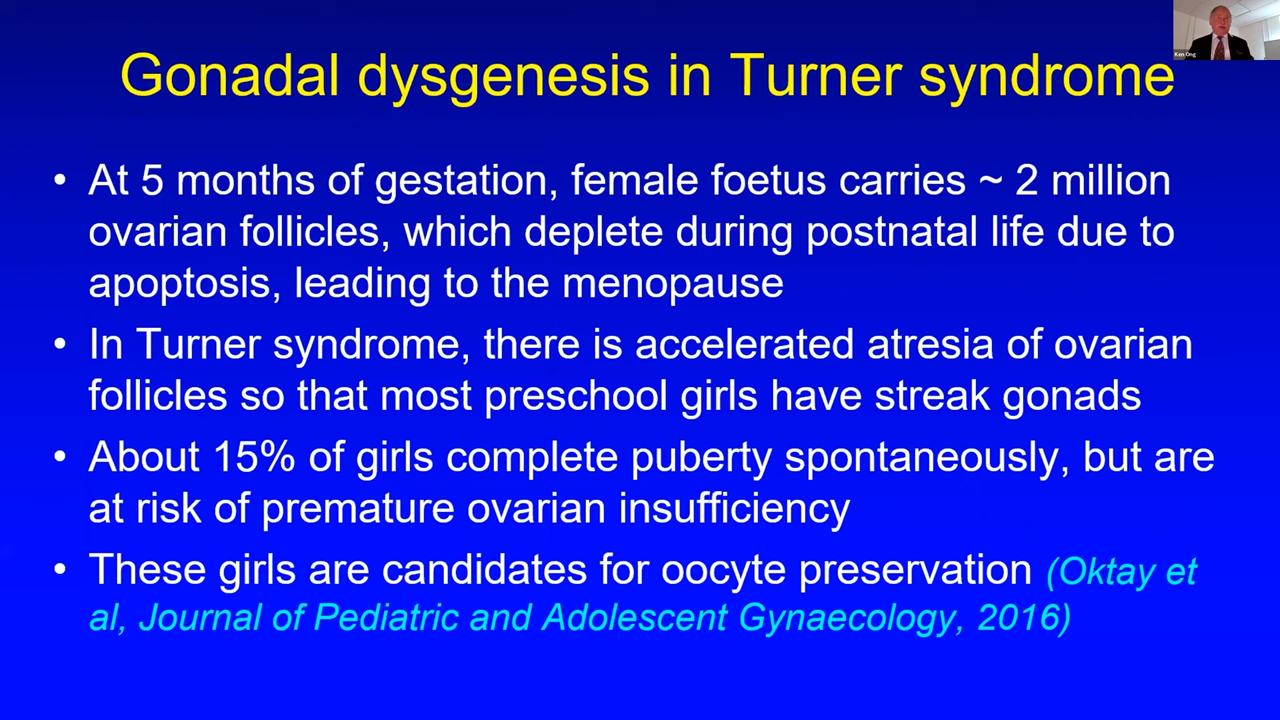 Gonadal dysgenesis in Turner syndrome
Ken Ong
• At 5 months of gestation, female foetus carries ~ 2 million
ovarian follicles, which deplete during postnatal life due to
apoptosis, leading to the menopause
• In Turner syndrome, there is accelerated atresia of ovarian
follicles so that most preschool girls have streak gonads
• About 15% of girls complete puberty spontaneously, but are
at risk of premature ovarian insufficiency
• These girls are candidates for oocyte preservation (Oktay et
al, Journal of Pediatric and Adolescent Gynaecology, 2016)